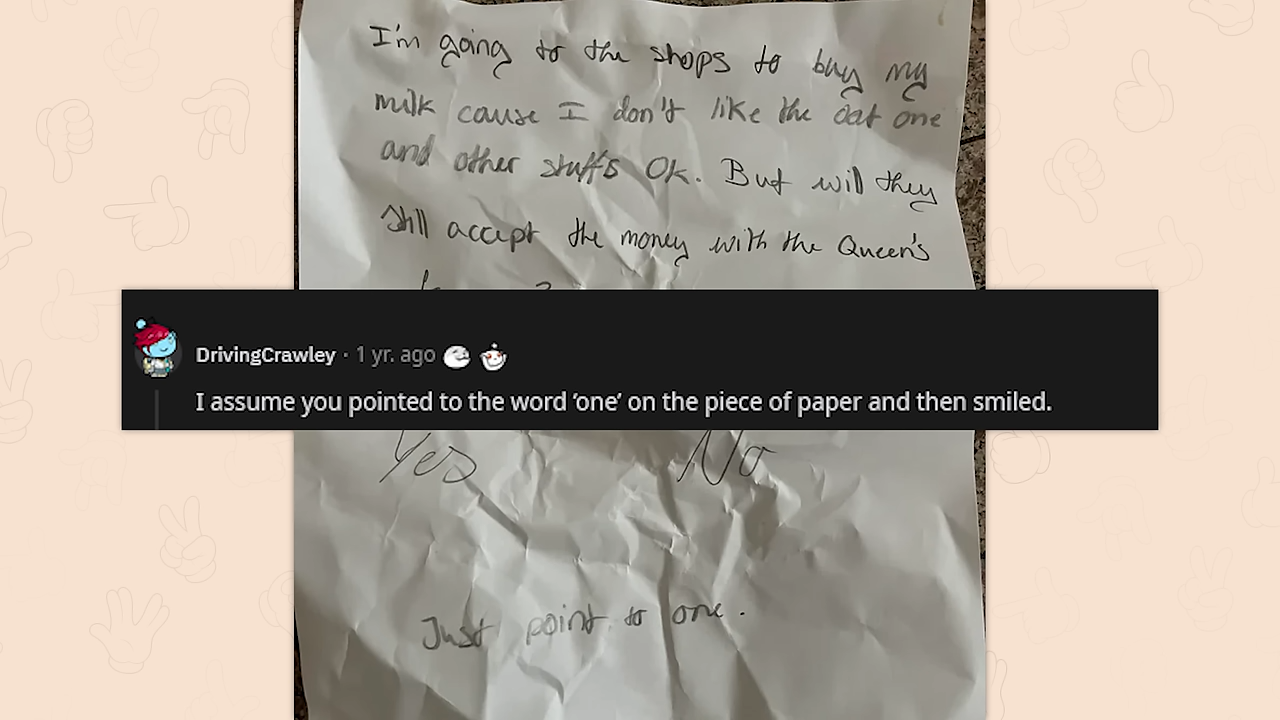 I'm going to the shops to buy my
milk cause I don't like the oat one
and other stuffs Ok. But will they
still accept the money with the Queen's
DrivingCrawley · 1 yr. ago
I assume you pointed to the word ‘one’ on the piece of paper and then smiled.
Yes No
Just point to one.